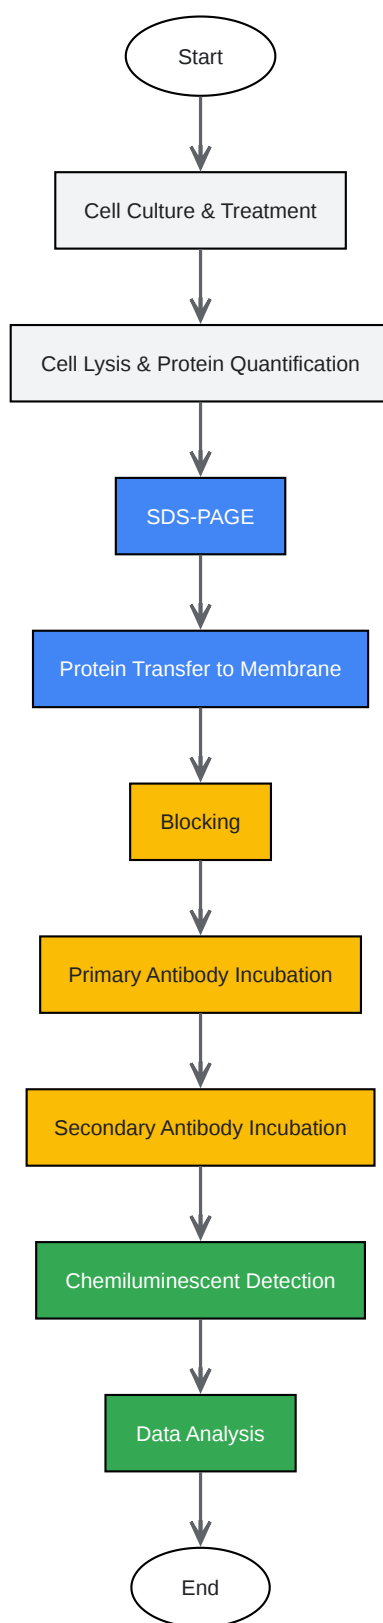 Start
Cell Culture & Treatment
Cell Lysis & Protein Quantification
SDS-PAGE
Protein Transfer to Membrane
Blocking
Primary Antibody Incubation
Secondary Antibody Incubation
Chemiluminescent Detection
Data Analysis
End